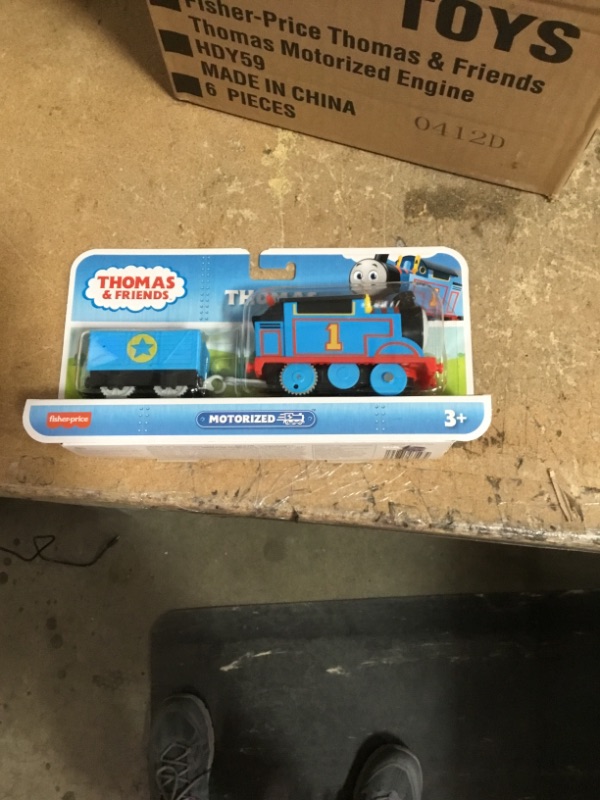 TOYS
Fisher-Price Thomas & Friends
Thomas Motorized Engine
HDY59
MADE IN CHINA
6 PIECES
0412D
THOMAS
& FRIENDS
1
fisher-price
MOTORIZED
3+